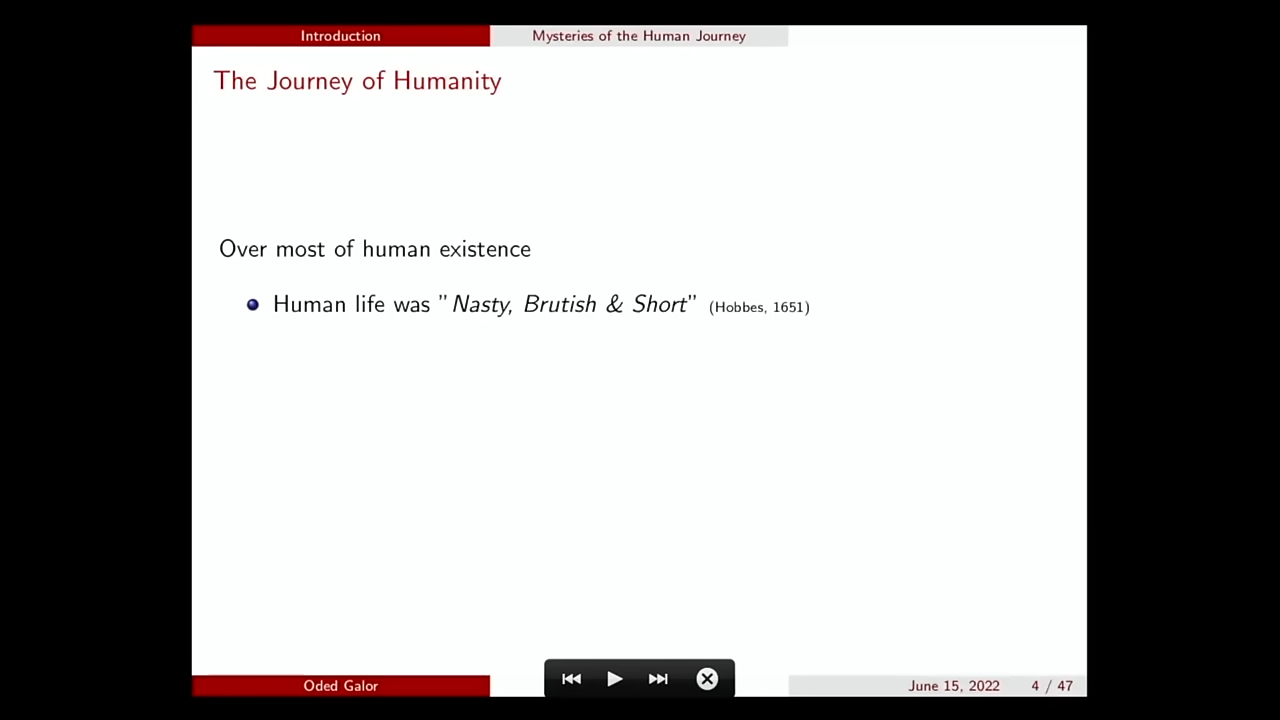 Introduction
Mysteries of the Human Journey
The Journey of Humanity
Over most of human existence
Human life was "Nasty, Brutish & Short" (Hobbes, 1651)
Oded Galor
June 15, 2022
4 / 47